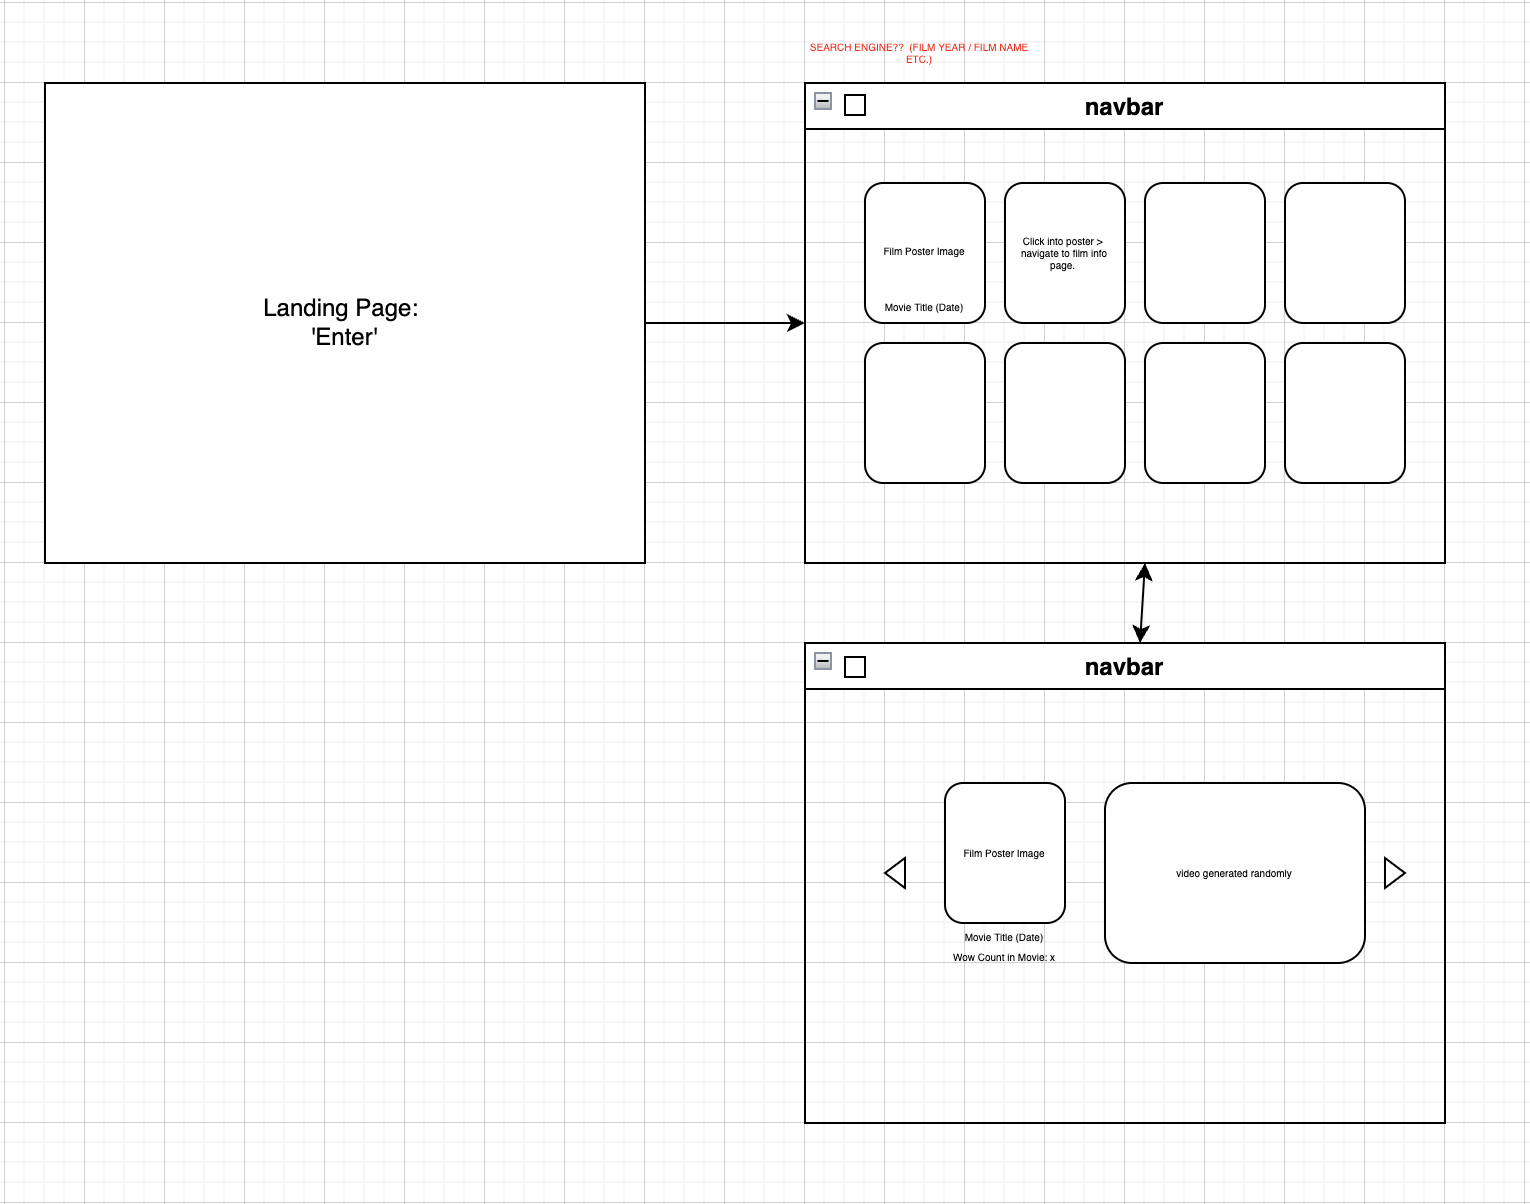 SEARCH ENGINE?? (FILM YEAR / FILM NAME
ETC.)
Landing Page:
'Enter'
navbar
Film Poster Image
Movie Title (Date)
Click into poster >
navigate to film info
page.
navbar
Film Poster Image
Movie Title (Date)
Wow Count in Movie: x
video generated randomly